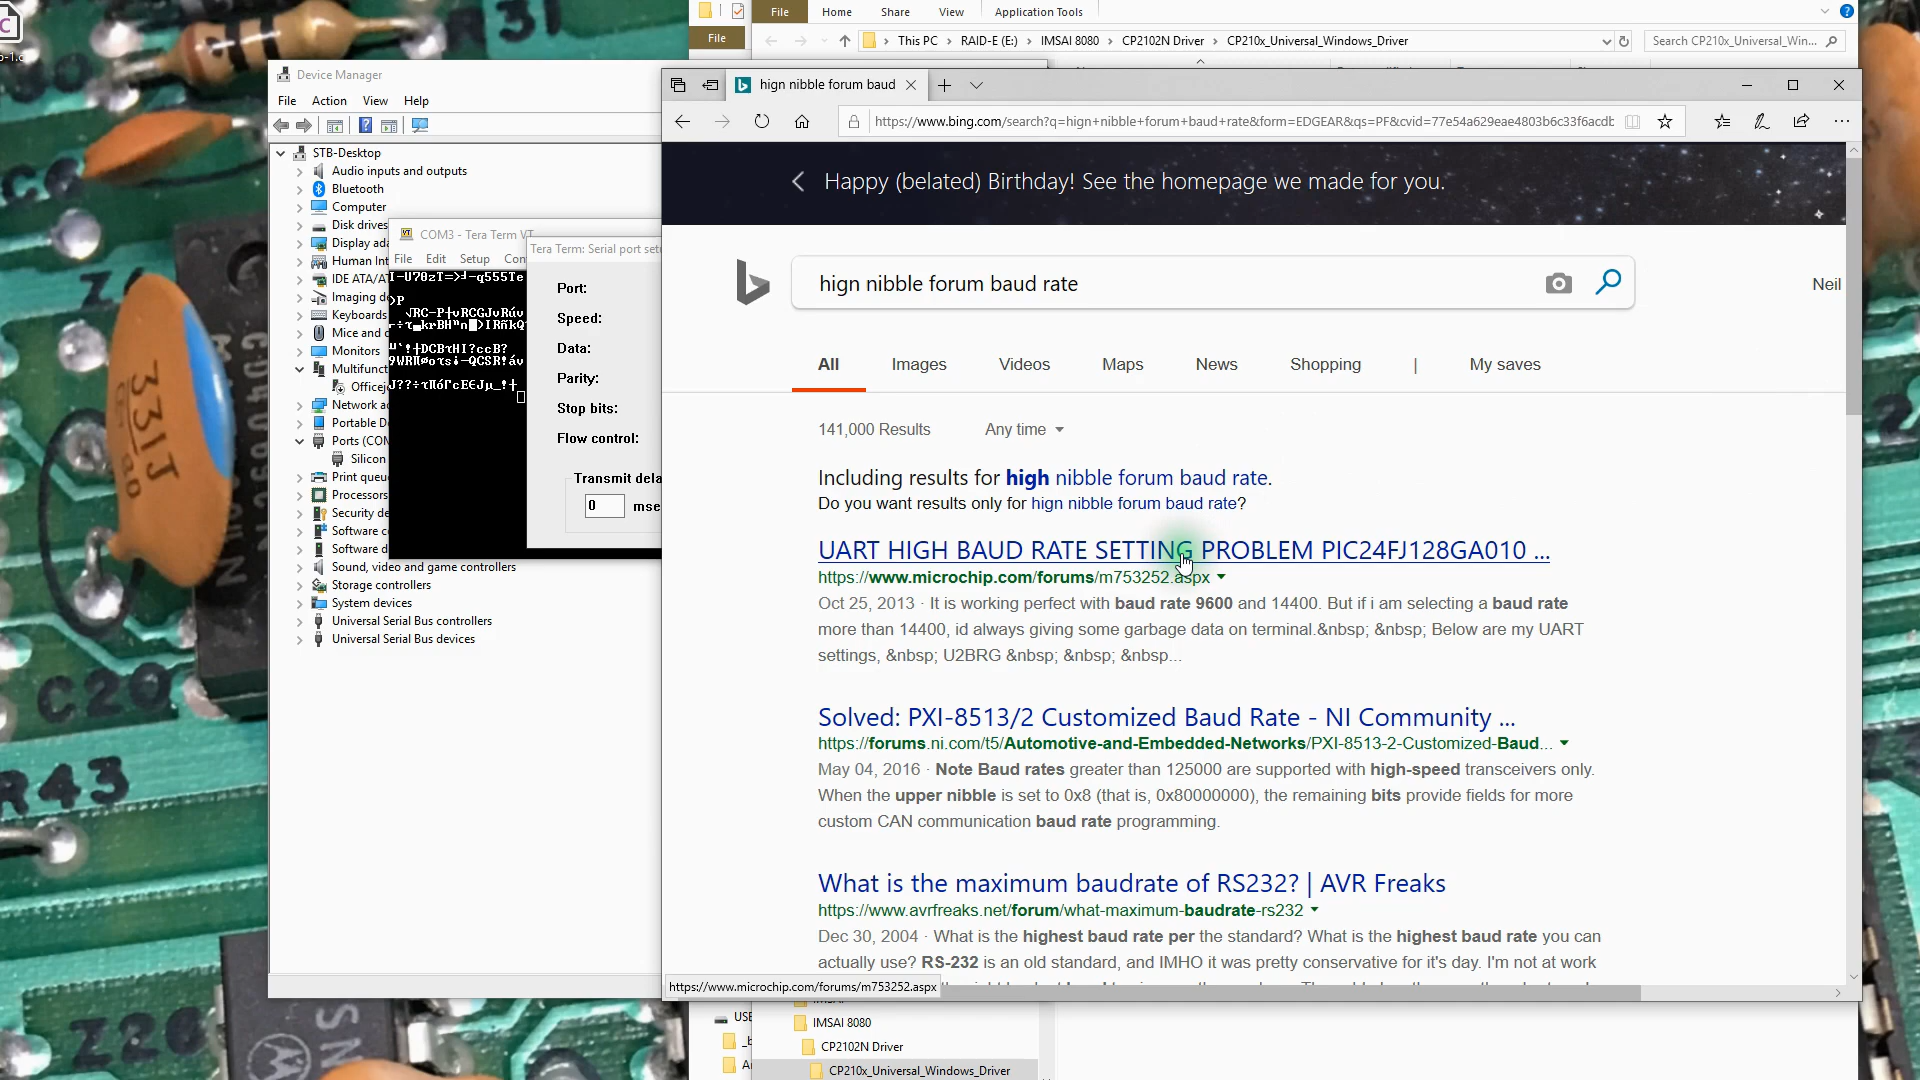 File
Home
Share
View
Application Tools
File
This PC > RAID-E (E:) > IMSAI 8080 > CP2102N Driver > CP210x_Universal_Windows_Driver
Search CP210x_Universal_Win...
Device Manager
File Action View Help
STB-Desktop
Audio inputs and outputs
Bluetooth
Computer
Disk drives
Display ada
Human Int
IDE ATA/AT
Imaging de
Keyboards
Mice and o
Monitors
Multifunct
Officeje
Network a
Portable D
Ports (COM
Silicon
Print queu
Processors
Security de
Software c
Software d
Sound, video and game controllers
Storage controllers
System devices
Universal Serial Bus controllers
Universal Serial Bus devices
COM3 - Tera Term VT
File Edit Setup Con
Tera Term: Serial port setu
Port:
Speed:
Data:
Parity:
Stop bits:
Flow control:
Transmit dela
0 mse
hign nibble forum baud
https://www.bing.com/search?q=hign+nibble+forum+baud+rate&form=EDGEAR&qs=PF&cvid=77e54a629eae4803b6c33f6acdb
Happy (belated) Birthday! See the homepage we made for you.
hign nibble forum baud rate
Neil
All Images Videos Maps News Shopping | My saves
141,000 Results Any time
Including results for high nibble forum baud rate.
Do you want results only for hign nibble forum baud rate?
UART HIGH BAUD RATE SETTING PROBLEM PIC24FJ128GA010 ...
https://www.microchip.com/forums/m753252.aspx
Oct 25, 2013 · It is working perfect with baud rate 9600 and 14400. But if i am selecting a baud rate
more than 14400, id always giving some garbage data on terminal.&nbsp; &nbsp; Below are my UART
settings, &nbsp; U2BRG &nbsp; &nbsp; &nbsp...
Solved: PXI-8513/2 Customized Baud Rate - NI Community ...
https://forums.ni.com/t5/Automotive-and-Embedded-Networks/PXI-8513-2-Customized-Baud...
May 04, 2016 · Note Baud rates greater than 125000 are supported with high-speed transceivers only.
When the upper nibble is set to 0x8 (that is, 0x80000000), the remaining bits provide fields for more
custom CAN communication baud rate programming.
What is the maximum baudrate of RS232? | AVR Freaks
https://www.avrfreaks.net/forum/what-maximum-baudrate-rs232
Dec 30, 2004 · What is the highest baud rate per the standard? What is the highest baud rate you can
actually use? RS-232 is an old standard, and IMHO it was pretty conservative for it's day. I'm not at work
https://www.microchip.com/forums/m753252.aspx
USE
IMSAI 8080
CP2102N Driver
CP210x_Universal_Windows_Driver
331J
C20
R43
Z26
SN